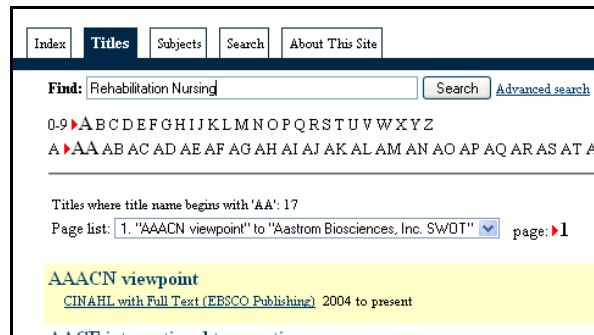 Index Titles Subjects Search About This Site
Find: Rehabilitation Nursing Search Advanced search
0-9 A B C D E F G H I J K L M N O P Q R S T U V W X Y Z
A AA AB AC AD AE AF AG AH AI AJ AK AL AM AN AO AP AQ AR AS AT A
Titles where title name begins with 'AA': 17
Page list: 1. "AAACN viewpoint" to "Aastrom Biosciences, Inc. SWOT" page: 1
AAACN viewpoint
CINAHL with Full Text (EBSCO Publishing) 2004 to present